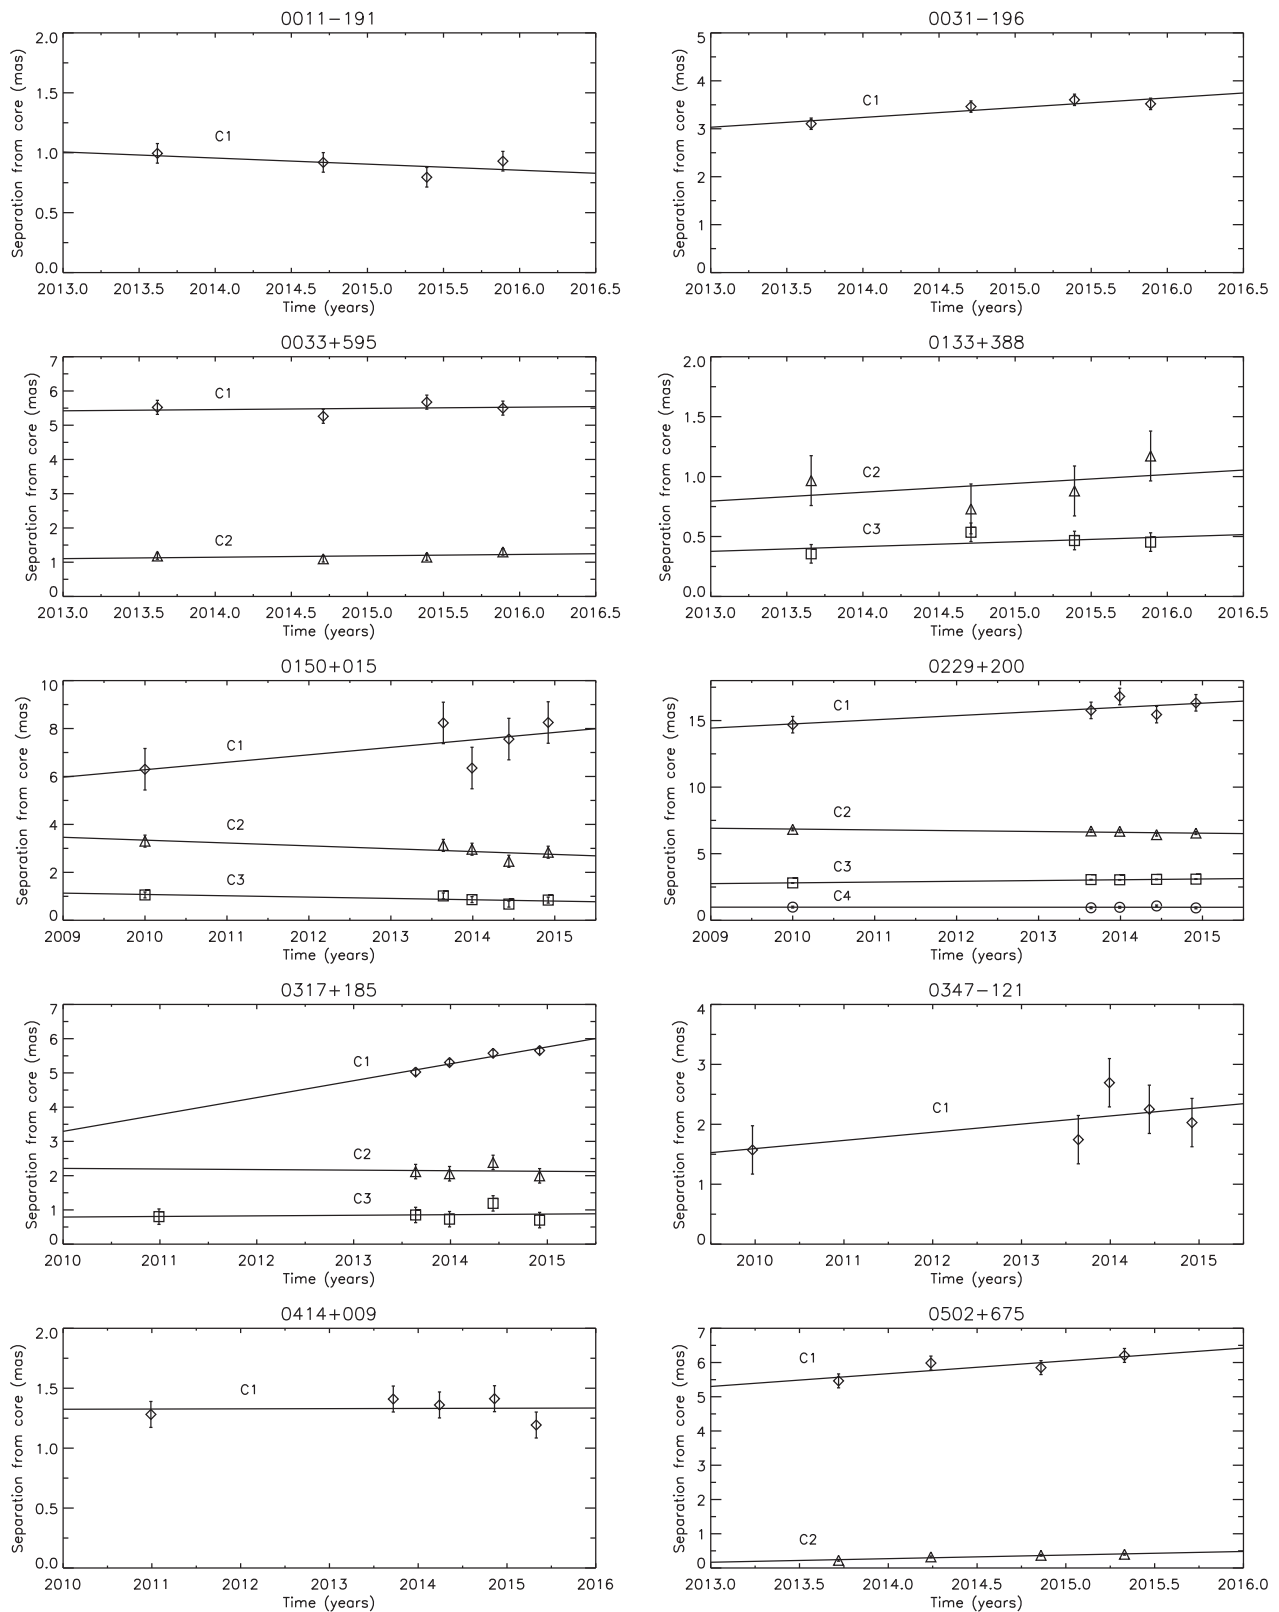 0011−191
2.0
1.5
1.0
0.5
0.0
Separation from core (mas)
C1
2013.0 2013.5 2014.0 2014.5 2015.0 2015.5 2016.0 2016.5
Time (years)
0031−196
5
4
3
2
1
0
Separation from core (mas)
C1
2013.0 2013.5 2014.0 2014.5 2015.0 2015.5 2016.0 2016.5
Time (years)
0033+595
7
6
5
4
3
2
1
0
Separation from core (mas)
C1
C2
2013.0 2013.5 2014.0 2014.5 2015.0 2015.5 2016.0 2016.5
Time (years)
0133+388
2.0
1.5
1.0
0.5
0.0
Separation from core (mas)
C2
C3
2013.0 2013.5 2014.0 2014.5 2015.0 2015.5 2016.0 2016.5
Time (years)
0150+015
10
8
6
4
2
0
Separation from core (mas)
C1
C2
C3
2009 2010 2011 2012 2013 2014 2015
Time (years)
0229+200
15
10
5
0
Separation from core (mas)
C1
C2
C3
C4
2009 2010 2011 2012 2013 2014 2015
Time (years)
0317+185
7
6
5
4
3
2
1
0
Separation from core (mas)
C1
C2
C3
2010 2011 2012 2013 2014 2015
Time (years)
0347−121
4
3
2
1
0
Separation from core (mas)
C1
2010 2011 2012 2013 2014 2015
Time (years)
0414+009
2.0
1.5
1.0
0.5
0.0
Separation from core (mas)
C1
2010 2011 2012 2013 2014 2015 2016
Time (years)
0502+675
7
6
5
4
3
2
1
0
Separation from core (mas)
C1
C2
2013.0 2013.5 2014.0 2014.5 2015.0 2015.5 2016.0
Time (years)